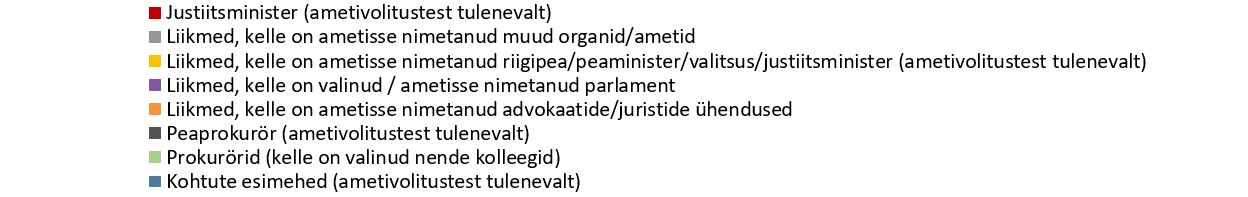 Justiitsminister (ametivolitustest tulenevalt)
Liikmed, kelle on ametisse nimetanud muud organid/ametid
Liikmed, kelle on ametisse nimetanud riigipea/peaminister/valitsus/justiitsminister (ametivolitustest tulenevalt)
Liikmed, kelle on valinud / ametisse nimetanud parlament
Liikmed, kelle on ametisse nimetanud advokaatide/juristide ühendused
Peaprokurör (ametivolitustest tulenevalt)
Prokurörid (kelle on valinud nende kolleegid)
Kohtute esimehed (ametivolitustest tulenevalt)